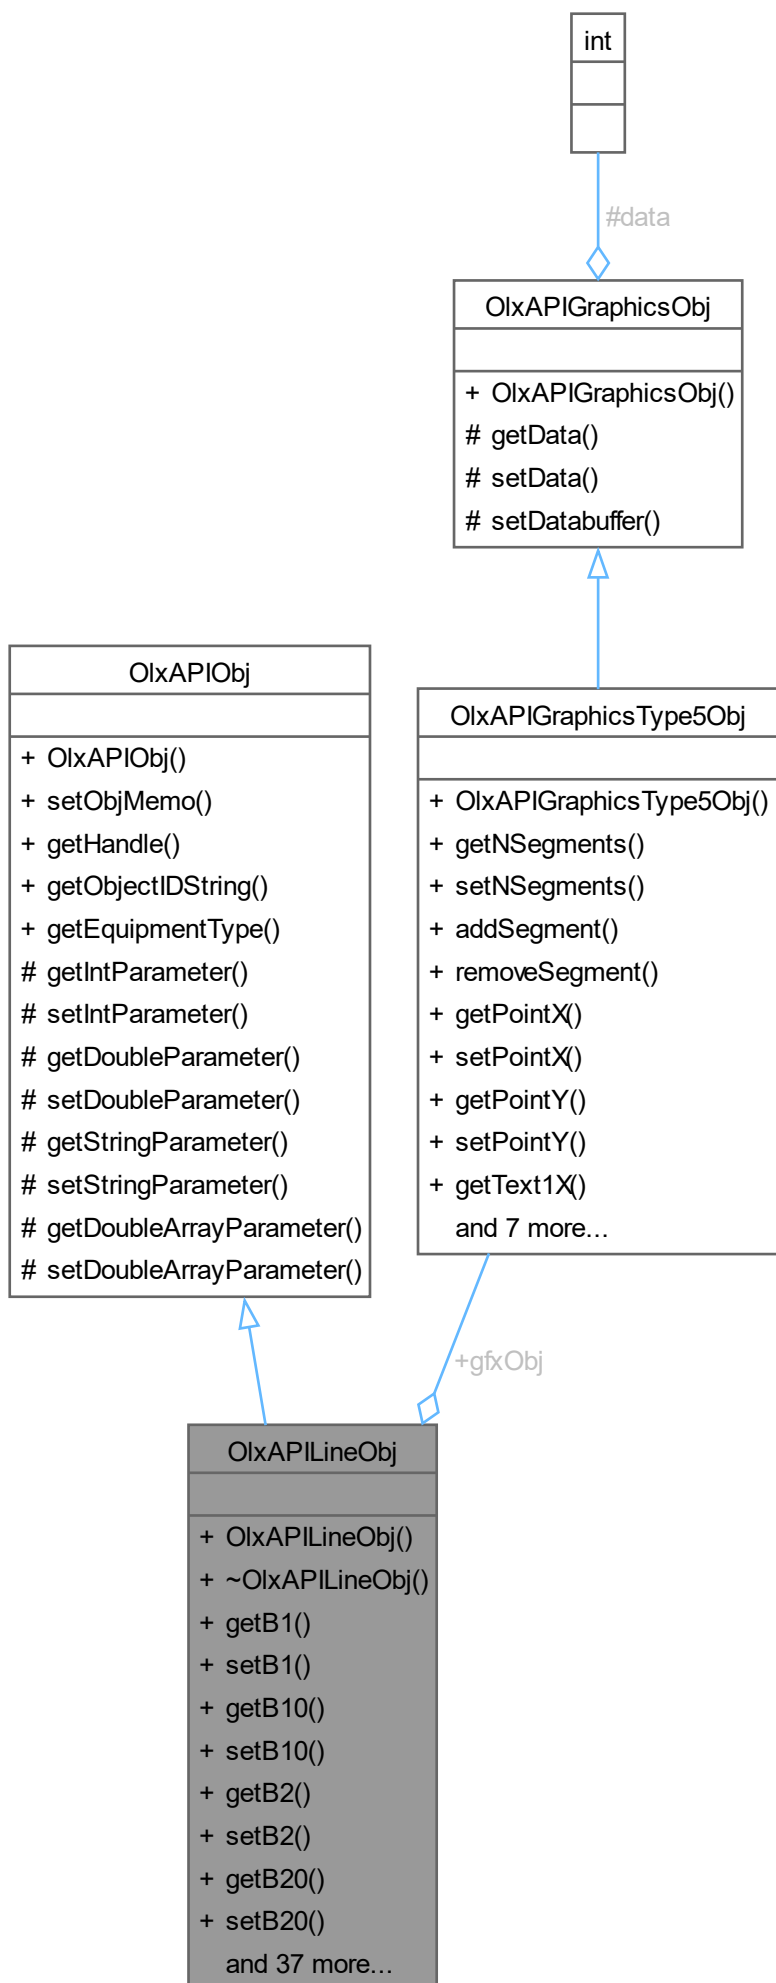 int
#data
OlxAPIGraphicsObj
+ OlxAPIGraphicsObj()
# getData()
# setData()
# setDatabuffer()
OlxAPIObj
+ OlxAPIObj()
+ setObjMemo()
+ getHandle()
+ getObjectIDString()
+ getEquipmentType()
# getIntParameter()
# setIntParameter()
# getDoubleParameter()
# setDoubleParameter()
# getStringParameter()
# setStringParameter()
# getDoubleArrayParameter()
# setDoubleArrayParameter()
OlxAPIGraphicsType5Obj
+ OlxAPIGraphicsType5Obj()
+ getNSegments()
+ setNSegments()
+ addSegment()
+ removeSegment()
+ getPointX()
+ setPointX()
+ getPointY()
+ setPointY()
+ getText1X()
and 7 more...
+gfxObj
OlxAPILineObj
+ OlxAPILineObj()
+ ~OlxAPILineObj()
+ getB1()
+ setB1()
+ getB10()
+ setB10()
+ getB2()
+ setB2()
+ getB20()
+ setB20()
and 37 more...